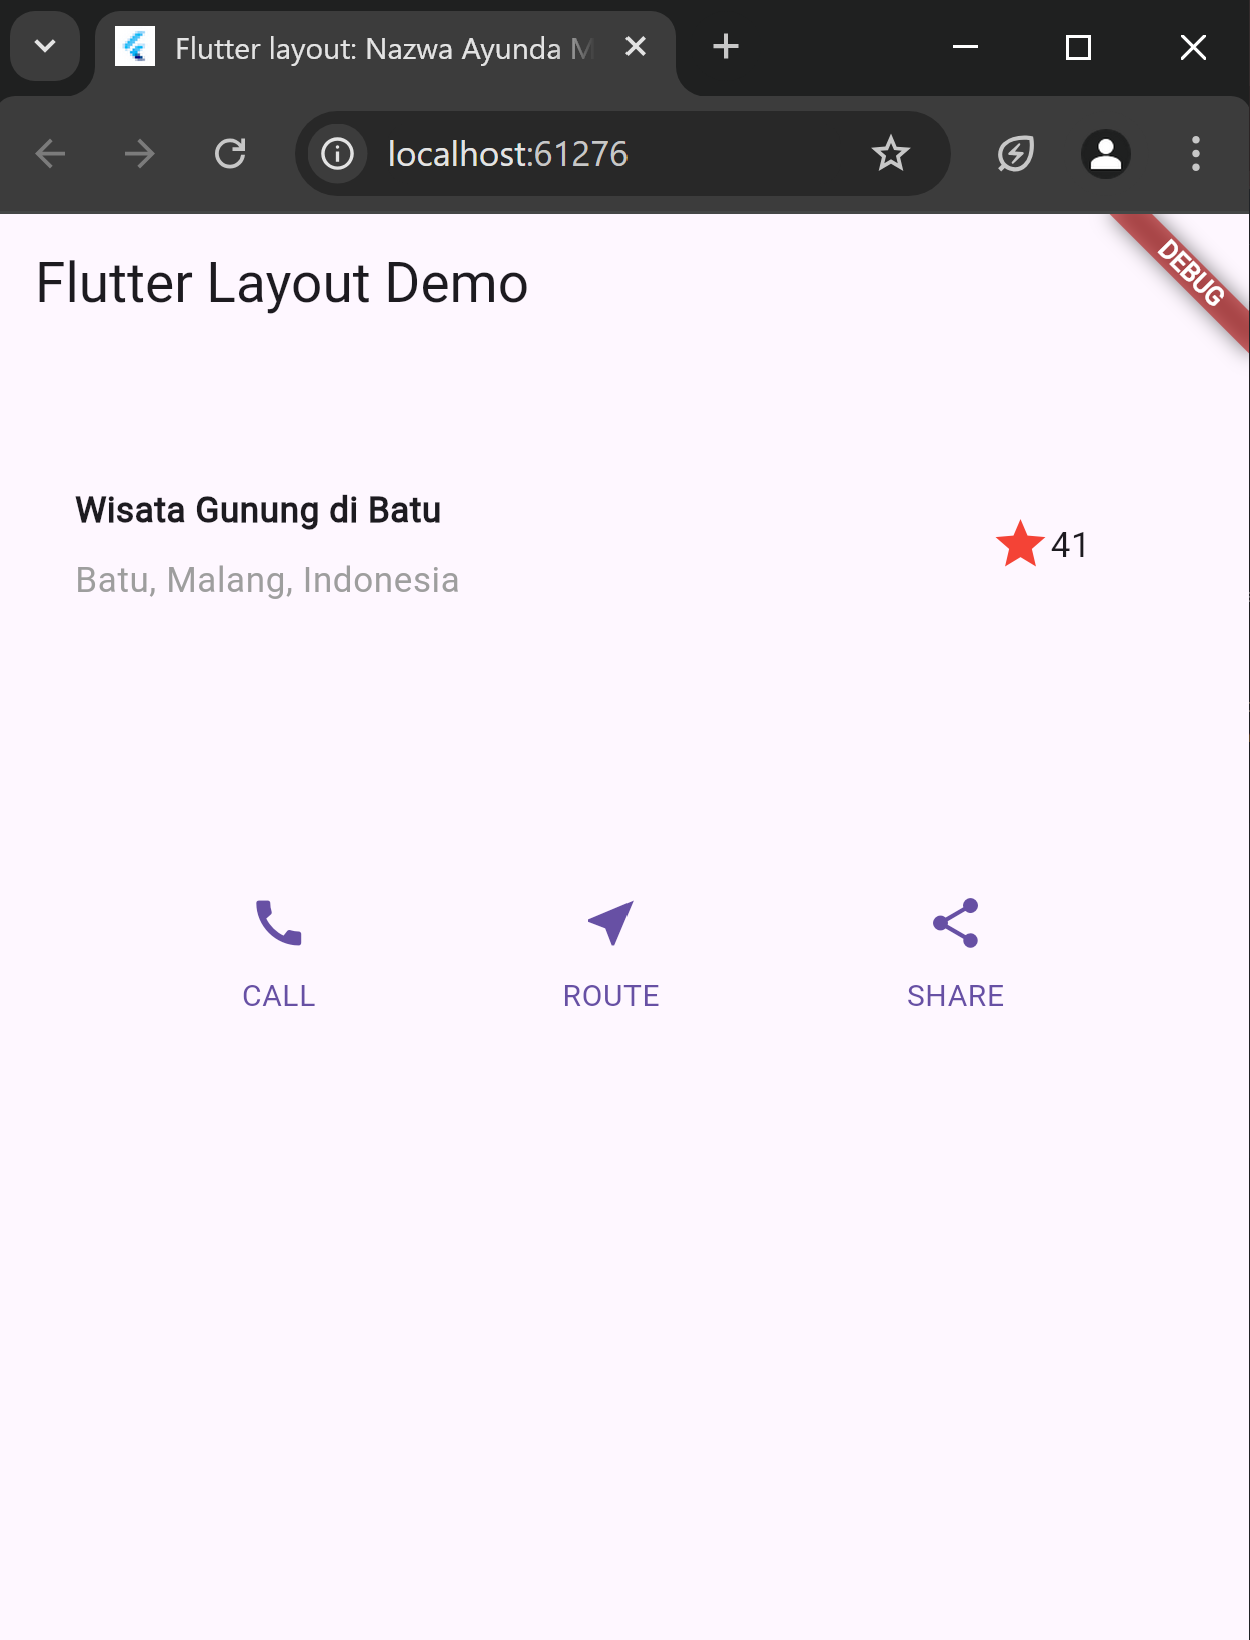 Flutter layout: Nazwa Ayunda M
localhost:61276
Flutter Layout Demo
DEBUG
Wisata Gunung di Batu
41
Batu, Malang, Indonesia
CALL
ROUTE
SHARE